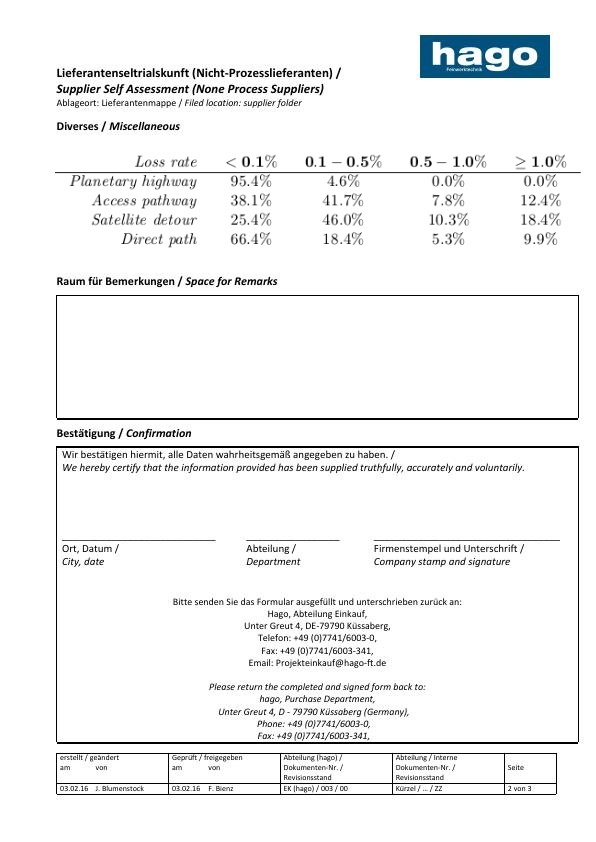 hago
Feinwerktechnik
Lieferantenseltrialskunft (Nicht-Prozesslieferanten) /
Supplier Self Assessment (None Process Suppliers)
Ablageort: Lieferantenmappe / Filed location: supplier folder
Diverses / Miscellaneous
Loss rate < 0.1% 0.1 − 0.5% 0.5 − 1.0% ≥ 1.0%
Planetary highway 95.4% 4.6% 0.0% 0.0%
Access pathway 38.1% 41.7% 7.8% 12.4%
Satellite detour 25.4% 46.0% 10.3% 18.4%
Direct path 66.4% 18.4% 5.3% 9.9%
Raum für Bemerkungen / Space for Remarks
Bestätigung / Confirmation
Wir bestätigen hiermit, alle Daten wahrheitsgemäß angegeben zu haben. /
We hereby certify that the information provided has been supplied truthfully, accurately and voluntarily.
Ort, Datum / Abteilung / Firmenstempel und Unterschrift /
City, date Department Company stamp and signature
Bitte senden Sie das Formular ausgefüllt und unterschrieben zurück an:
Hago, Abteilung Einkauf,
Unter Greut 4, DE-79790 Küssaberg,
Telefon: +49 (0)7741/6003-0,
Fax: +49 (0)7741/6003-341,
Email: Projekteinkauf@hago-ft.de
Please return the completed and signed form back to:
hago, Purchase Department,
Unter Greut 4, D - 79790 Küssaberg (Germany),
Phone: +49 (0)7741/6003-0,
Fax: +49 (0)7741/6003-341,
erstellt / geändert Geprüft / freigegeben Abteilung (hago) / Abteilung / Interne
am von am von Dokumenten-Nr. / Dokumenten-Nr. / Seite
Revisionsstand Revisionsstand
03.02.16 J. Blumenstock 03.02.16 F. Bienz EK (hago) / 003 / 00 Kürzel / ... / ZZ 2 von 3